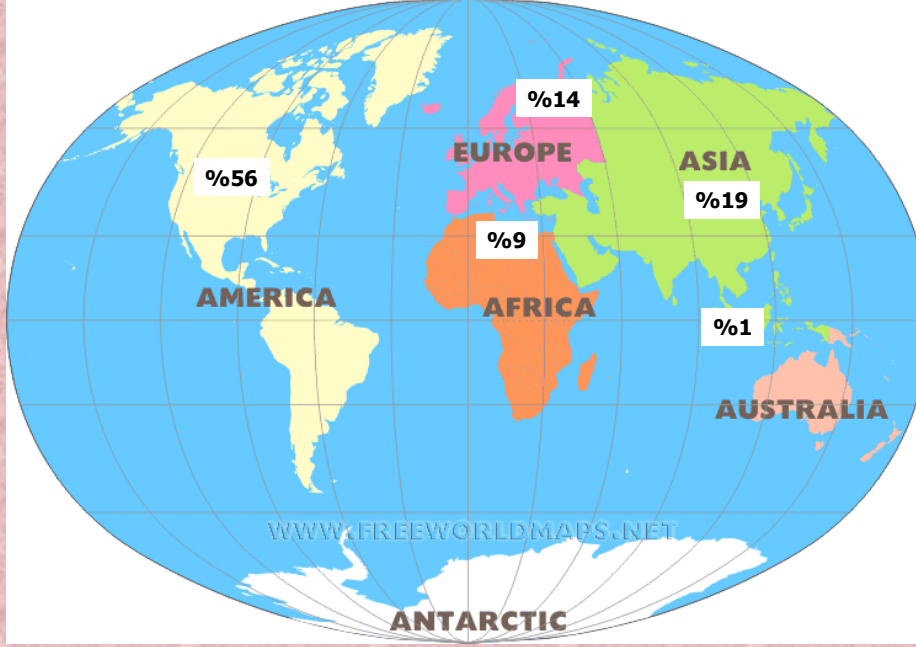 %14
EUROPE
ASIA
%56
%19
%9
AMERICA
AFRICA
%1
AUSTRALIA
WWW.FREEWORLDMAPS.NET
ANTARCTIC